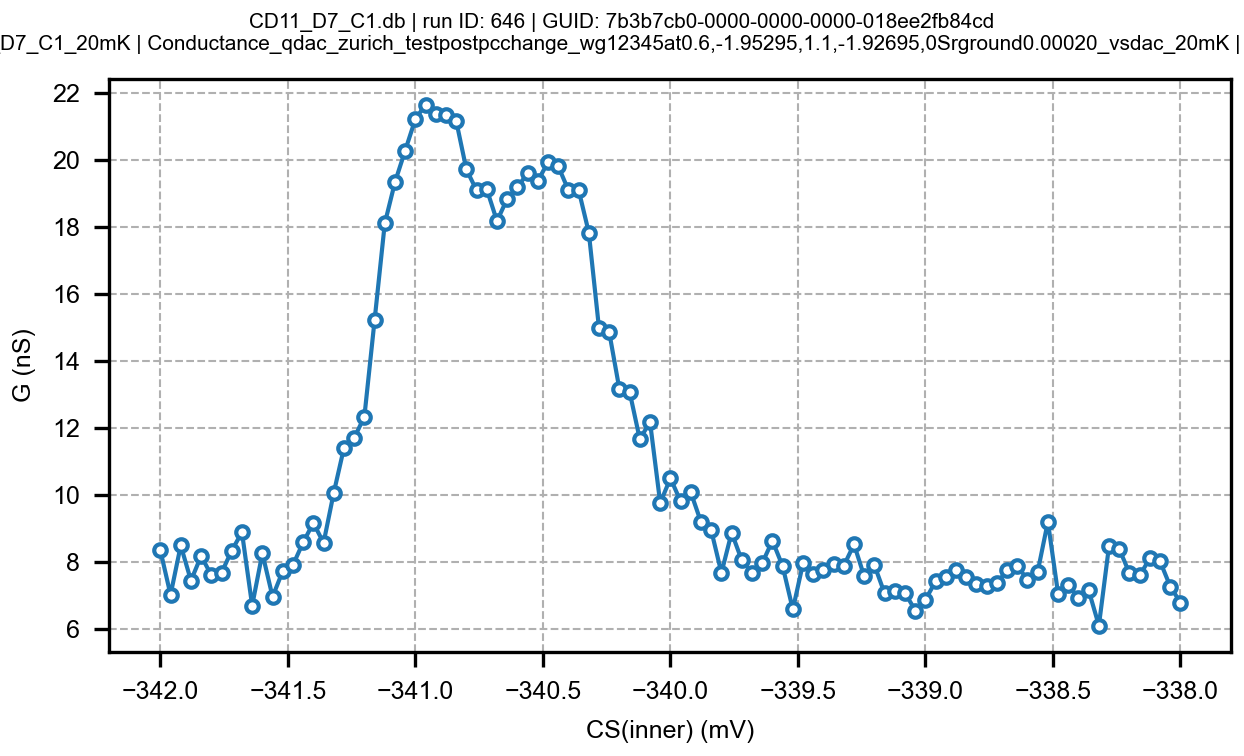 CD11_D7_C1.db | run ID: 646 | GUID: 7b3b7cb0-0000-0000-0000-018ee2fb84cd
_D7_C1_20mK | Conductance_qdac_zurich_testpostpcchange_wg12345at0.6,-1.95295,1.1,-1.92695,0Srground0.00020_vsdac_20mK |
22
20
18
16
14
12
10
8
6
G (nS)
−342.0 −341.5 −341.0 −340.5 −340.0 −339.5 −339.0 −338.5 −338.0
CS(inner) (mV)